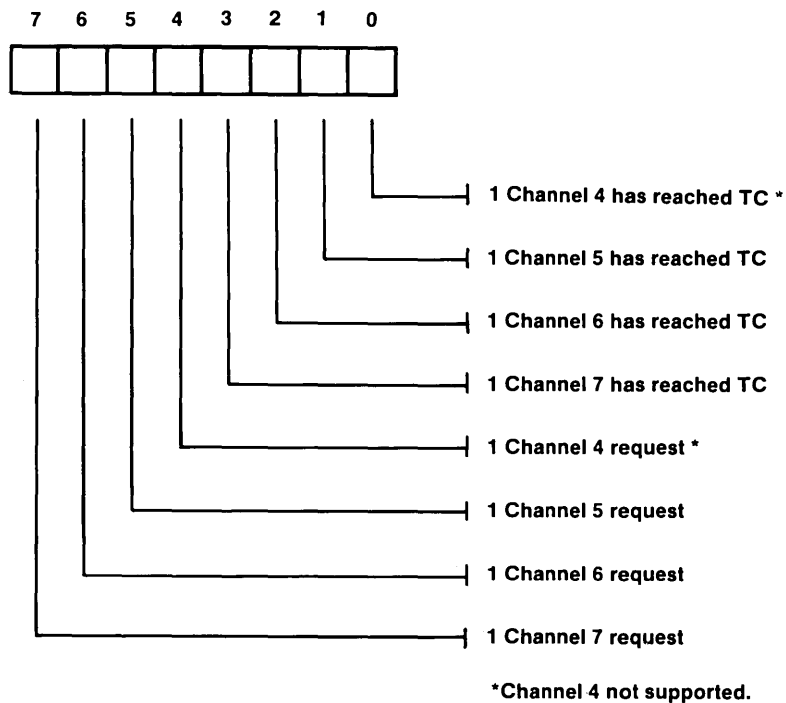 7 6 5 4 3 2 1 0
1 Channel 4 has reached TC *
1 Channel 5 has reached TC
1 Channel 6 has reached TC
1 Channel 7 has reached TC
1 Channel 4 request *
1 Channel 5 request
1 Channel 6 request
1 Channel 7 request
*Channel 4 not supported.